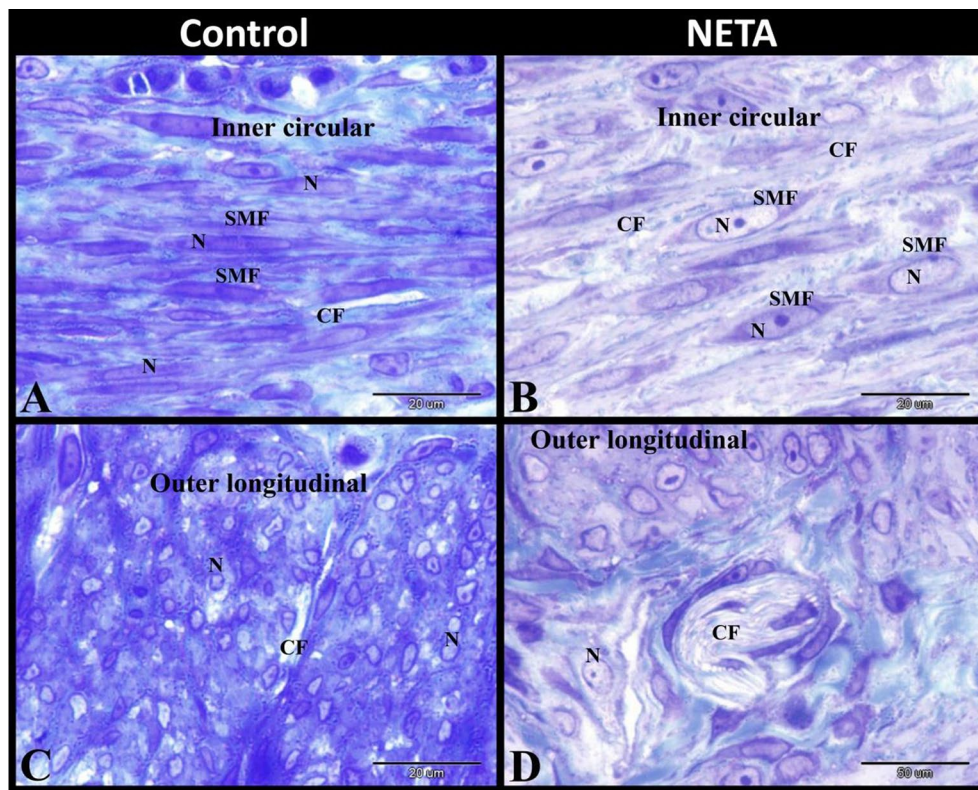 Control
NETA
Inner circular
N
SMF
N
SMF
CF
N
A
20 um
Inner circular
CF
SMF
CF
N
SMF
N
SMF
N
B
20 um
Outer longitudinal
N
N
CF
C
20 um
Outer longitudinal
CF
N
D
50 um